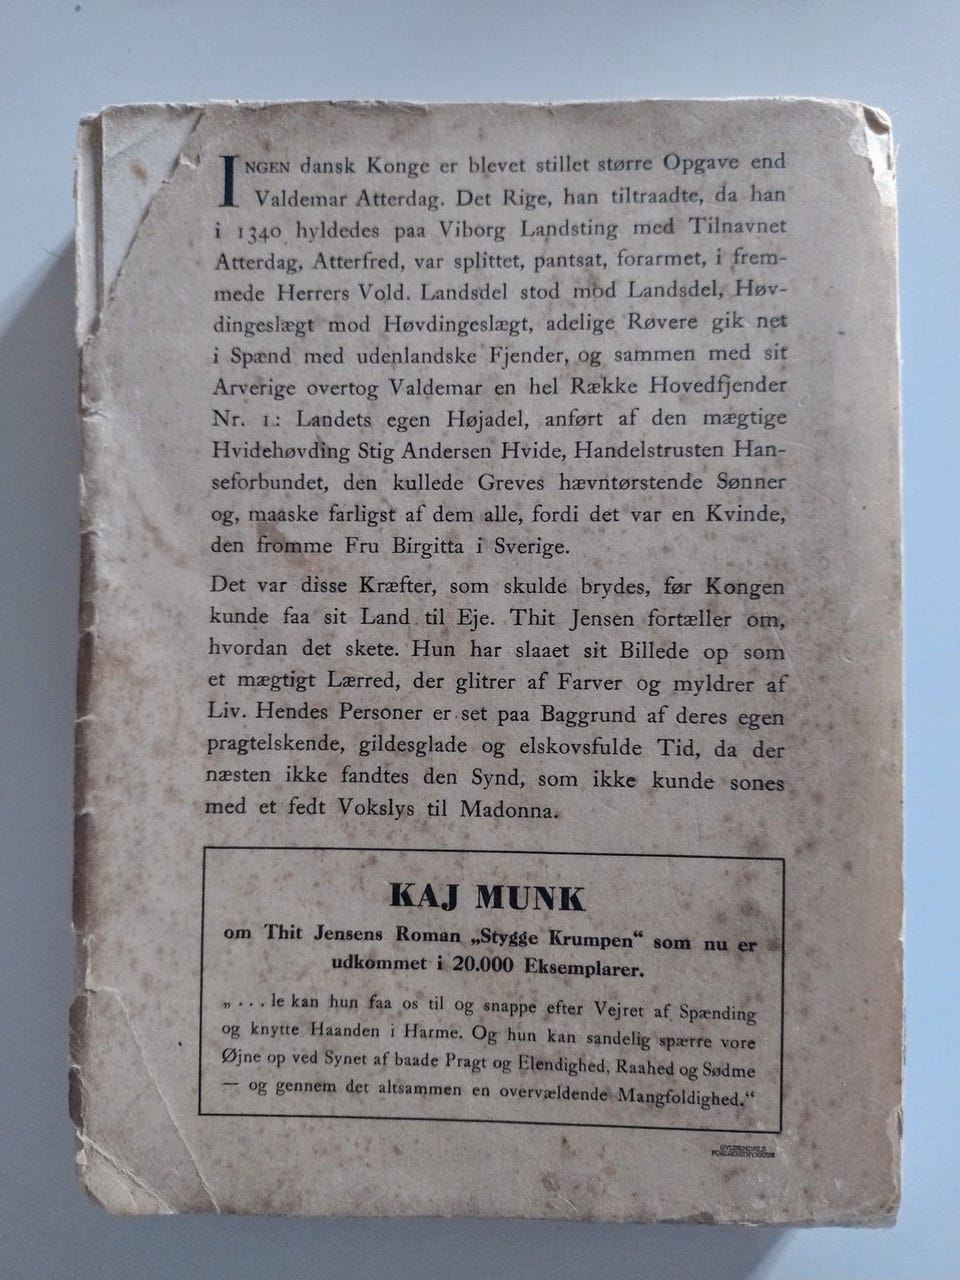 INGEN dansk Konge er blevet stillet større Opgave end
Valdemar Atterdag. Det Rige, han tiltraadte, da han
i 1340 hyldedes paa Viborg Landsting med Tilnavnet
Atterdag, Atterfred, var splittet, pantsat, forarmet, i frem-
mede Herrers Vold. Landsdel stod mod Landsdel, Høv-
dingeslægt mod Høvdingeslægt, adelige Røvere gik net
i Spænd med udenlandske Fjender, og sammen med sit
Arverige overtog Valdemar en hel Række Hovedfjender
Nr. 1: Landets egen Højadel, anført af den mægtige
Hvidehøvding Stig Andersen Hvide, Handelstrusten Han-
seforbundet, den kullede Greves hævntørstende Sønner
og, maaske farligst af dem alle, fordi det var en Kvinde,
den fromme Fru Birgitta i Sverige.
Det var disse Kræfter, som skulde brydes, før Kongen
kunde faa sit Land til Eje. Thit Jensen fortæller om,
hvordan det skete. Hun har slaaet sit Billede op som
et mægtigt Lærred, der glitrer af Farver og myldrer af
Liv. Hendes Personer er set paa Baggrund af deres egen
pragtelskende, gildesglade og elskovsfulde Tid, da der
næsten ikke fandtes den Synd, som ikke kunde sones
med et fedt Vokslys til Madonna.
KAJ MUNK
om Thit Jensens Roman „Stygge Krumpen“ som nu er
udkommet i 20.000 Eksemplarer.
„...le kan hun faa os til og snappe efter Vejret af Spænding
og knytte Haanden i Harme. Og hun kan sandelig spærre vore
Øjne op ved Synet af baade Pragt og Elendighed, Raahed og Sødme
— og gennem det altsammen en overvældende Mangfoldighed.“
GYLDENDALS